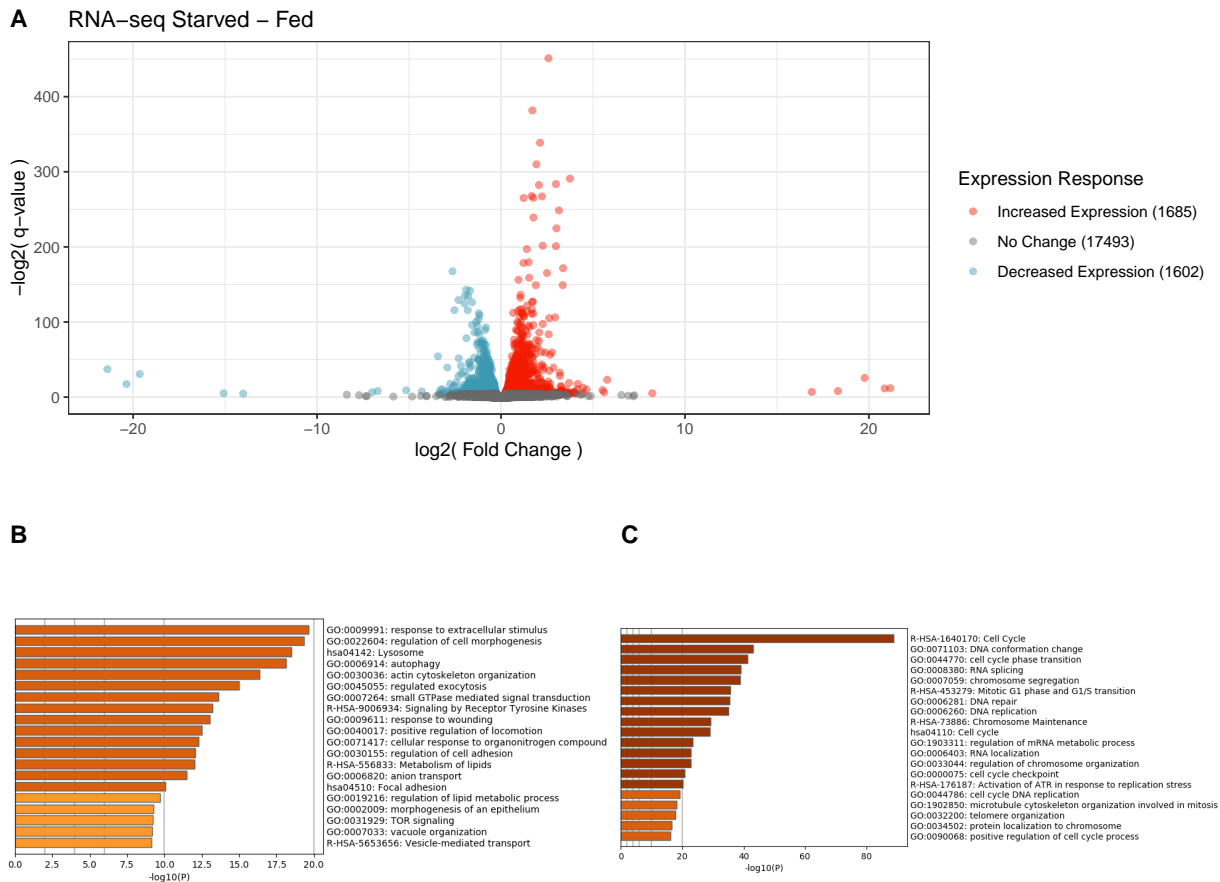 A
RNA−seq Starved − Fed
400
300
200
100
0
−log2( q−value )
−20
−10
0
10
20
log2( Fold Change )
Expression Response
Increased Expression (1685)
No Change (17493)
Decreased Expression (1602)
B
GO:0009991: response to extracellular stimulus
GO:0022604: regulation of cell morphogenesis
hsa04142: Lysosome
GO:0006914: autophagy
GO:0030036: actin cytoskeleton organization
GO:0045055: regulated exocytosis
GO:0007264: small GTPase mediated signal transduction
R-HSA-9006934: Signaling by Receptor Tyrosine Kinases
GO:0009611: response to wounding
GO:0040017: positive regulation of locomotion
GO:0071417: cellular response to organonitrogen compound
GO:0030155: regulation of cell adhesion
R-HSA-556833: Metabolism of lipids
GO:0006820: anion transport
hsa04510: Focal adhesion
GO:0019216: regulation of lipid metabolic process
GO:0002009: morphogenesis of an epithelium
GO:0031929: TOR signaling
GO:0007033: vacuole organization
R-HSA-5653656: Vesicle-mediated transport
0.0
2.5
5.0
7.5
10.0
12.5
15.0
17.5
20.0
-log10(P)
C
R-HSA-1640170: Cell Cycle
GO:0071103: DNA conformation change
GO:0044770: cell cycle phase transition
GO:0008380: RNA splicing
GO:0007059: chromosome segregation
R-HSA-453279: Mitotic G1 phase and G1/S transition
GO:0006281: DNA repair
GO:0006260: DNA replication
R-HSA-73886: Chromosome Maintenance
hsa04110: Cell cycle
GO:1903311: regulation of mRNA metabolic process
GO:0006403: RNA localization
GO:0033044: regulation of chromosome organization
GO:0000075: cell cycle checkpoint
R-HSA-176187: Activation of ATR in response to replication stress
GO:0044786: cell cycle DNA replication
GO:1902850: microtubule cytoskeleton organization involved in mitosis
GO:0032200: telomere organization
GO:0034502: protein localization to chromosome
GO:0090068: positive regulation of cell cycle process
0
20
40
60
80
-log10(P)